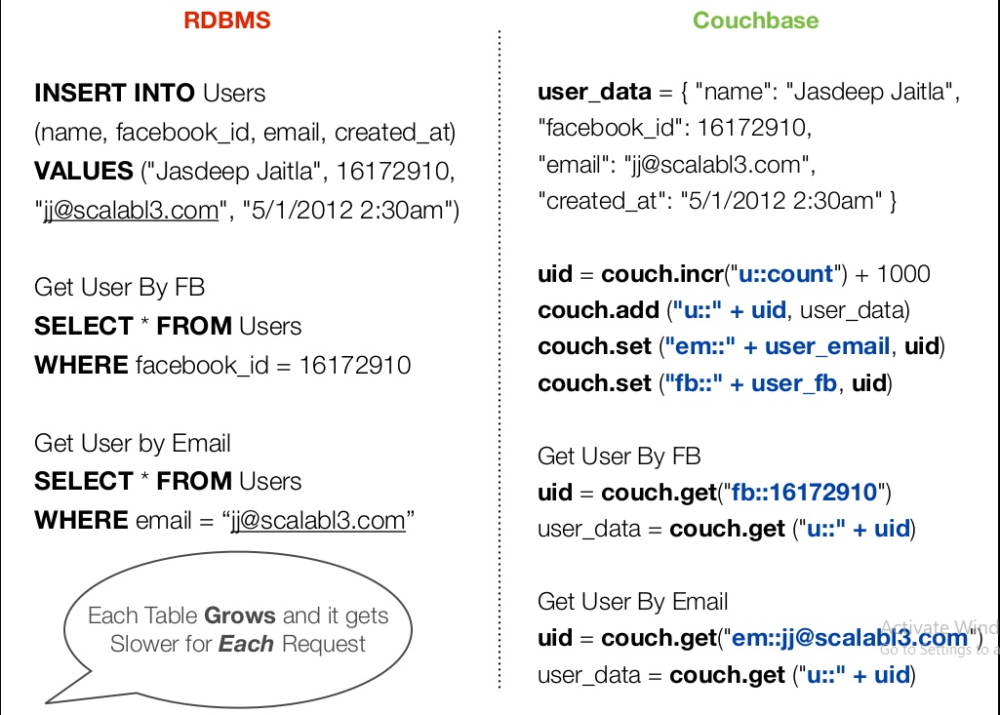 RDBMS
INSERT INTO Users
(name, facebook_id, email, created_at)
VALUES ("Jasdeep Jaitla", 16172910,
"jj@scalabl3.com", "5/1/2012 2:30am")
Get User By FB
SELECT * FROM Users
WHERE facebook_id = 16172910
Get User by Email
SELECT * FROM Users
WHERE email = “jj@scalabl3.com”
Each Table Grows and it gets
Slower for Each Request
Couchbase
user_data = { "name": "Jasdeep Jaitla",
"facebook_id": 16172910,
"email": "jj@scalabl3.com",
"created_at": "5/1/2012 2:30am" }
uid = couch.incr("u::count") + 1000
couch.add ("u::" + uid, user_data)
couch.set ("em::" + user_email, uid)
couch.set ("fb::" + user_fb, uid)
Get User By FB
uid = couch.get("fb::16172910")
user_data = couch.get ("u::" + uid)
Get User By Email
uid = couch.get("em::jj@scalabl3.com")
user_data = couch.get ("u::" + uid)
Activate Wind
Go to Settings to a